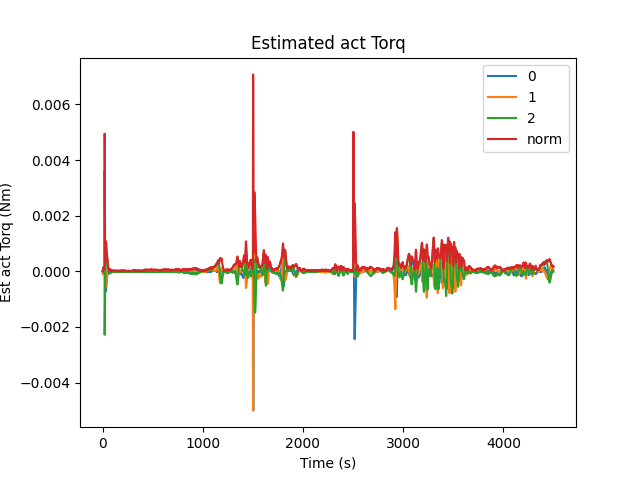 Estimated act Torq
0
1
2
norm
0.006
0.004
0.002
0.000
−0.002
−0.004
Est act Torq (Nm)
0 1000 2000 3000 4000
Time (s)